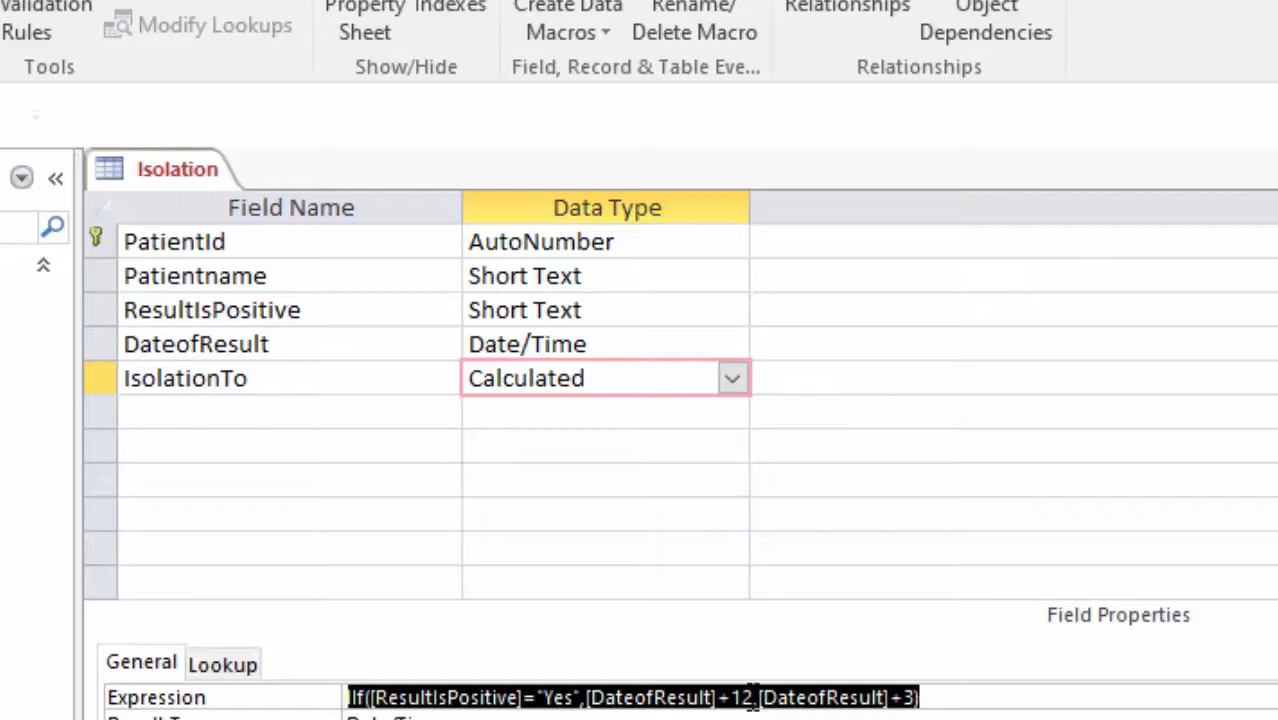 Validation Rules
Modify Lookups
Tools
Property Sheet
Indexes
Show/Hide
Create Data Macros
Rename/ Delete Macro
Field, Record & Table Eve...
Relationships
Object Dependencies
Relationships
Isolation
Field Name Data Type
PatientId AutoNumber
Patientname Short Text
ResultIsPositive Short Text
DateofResult Date/Time
IsolationTo Calculated
Field Properties
General Lookup
Expression IIf([ResultIsPositive]="Yes",[DateofResult]+12,[DateofResult]+3)